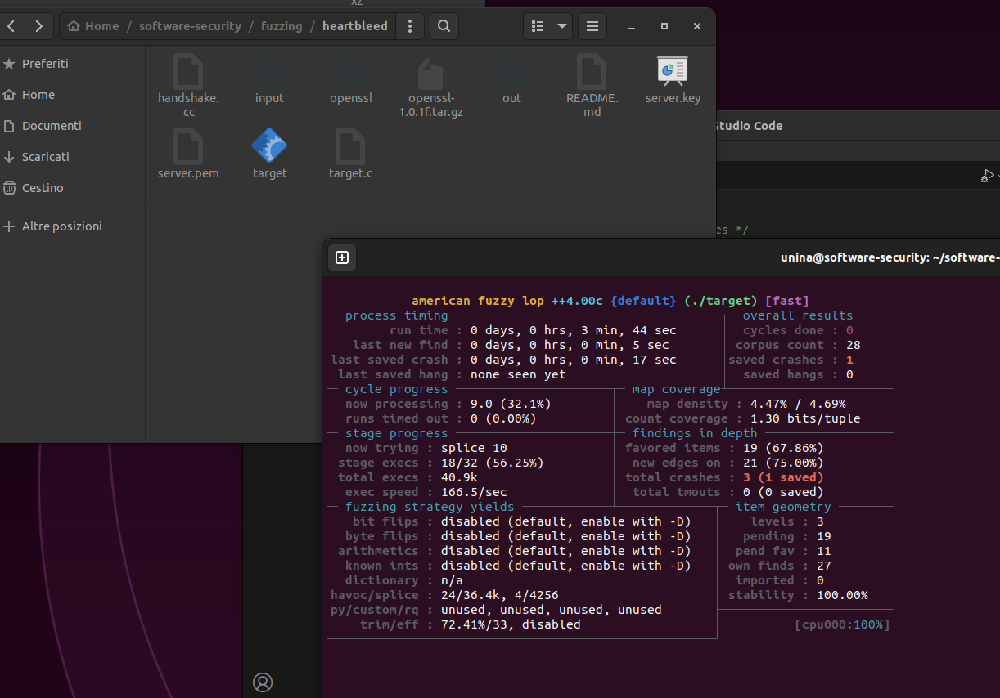 xz
Home / software-security / fuzzing / heartbleed
Preferiti
Home
Documenti
Scaricati
Cestino
Altre posizioni
handshake.
cc
input
openssl
openssl-
1.0.1f.tar.gz
out
README.
md
server.key
server.pem
target
target.c
Studio Code
es */
unina@software-security: ~/software-
american fuzzy lop ++4.00c {default} (./target) [fast]
process timing
run time : 0 days, 0 hrs, 3 min, 44 sec
last new find : 0 days, 0 hrs, 0 min, 5 sec
last saved crash : 0 days, 0 hrs, 0 min, 17 sec
last saved hang : none seen yet
overall results
cycles done : 0
corpus count : 28
saved crashes : 1
saved hangs : 0
cycle progress
now processing : 9.0 (32.1%)
runs timed out : 0 (0.00%)
map coverage
map density : 4.47% / 4.69%
count coverage : 1.30 bits/tuple
stage progress
now trying : splice 10
stage execs : 18/32 (56.25%)
total execs : 40.9k
exec speed : 166.5/sec
findings in depth
favored items : 19 (67.86%)
new edges on : 21 (75.00%)
total crashes : 3 (1 saved)
total tmouts : 0 (0 saved)
fuzzing strategy yields
bit flips : disabled (default, enable with -D)
byte flips : disabled (default, enable with -D)
arithmetics : disabled (default, enable with -D)
known ints : disabled (default, enable with -D)
dictionary : n/a
havoc/splice : 24/36.4k, 4/4256
py/custom/rq : unused, unused, unused, unused
trim/eff : 72.41%/33, disabled
item geometry
levels : 3
pending : 19
pend fav : 11
own finds : 27
imported : 0
stability : 100.00%
[cpu000:100%]